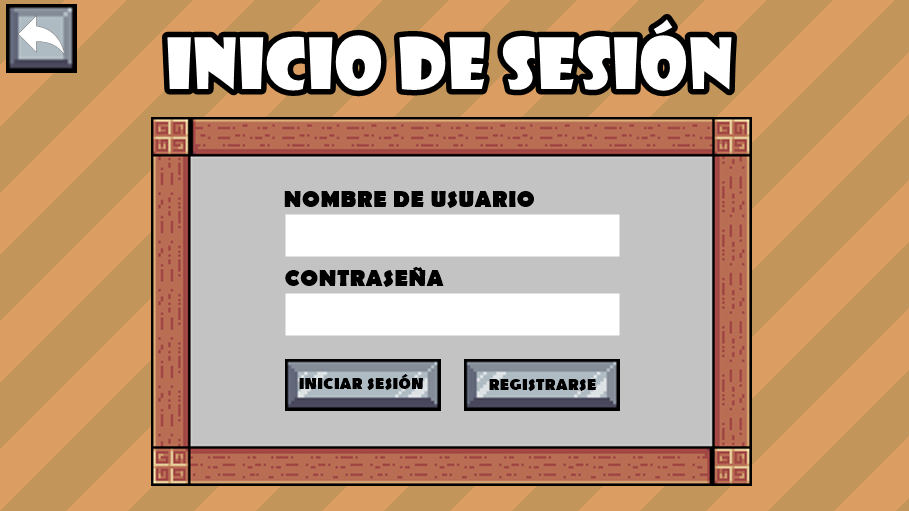 INICIO DE SESIÓN
NOMBRE DE USUARIO
CONTRASEÑA
INICIAR SESIÓN
REGISTRARSE